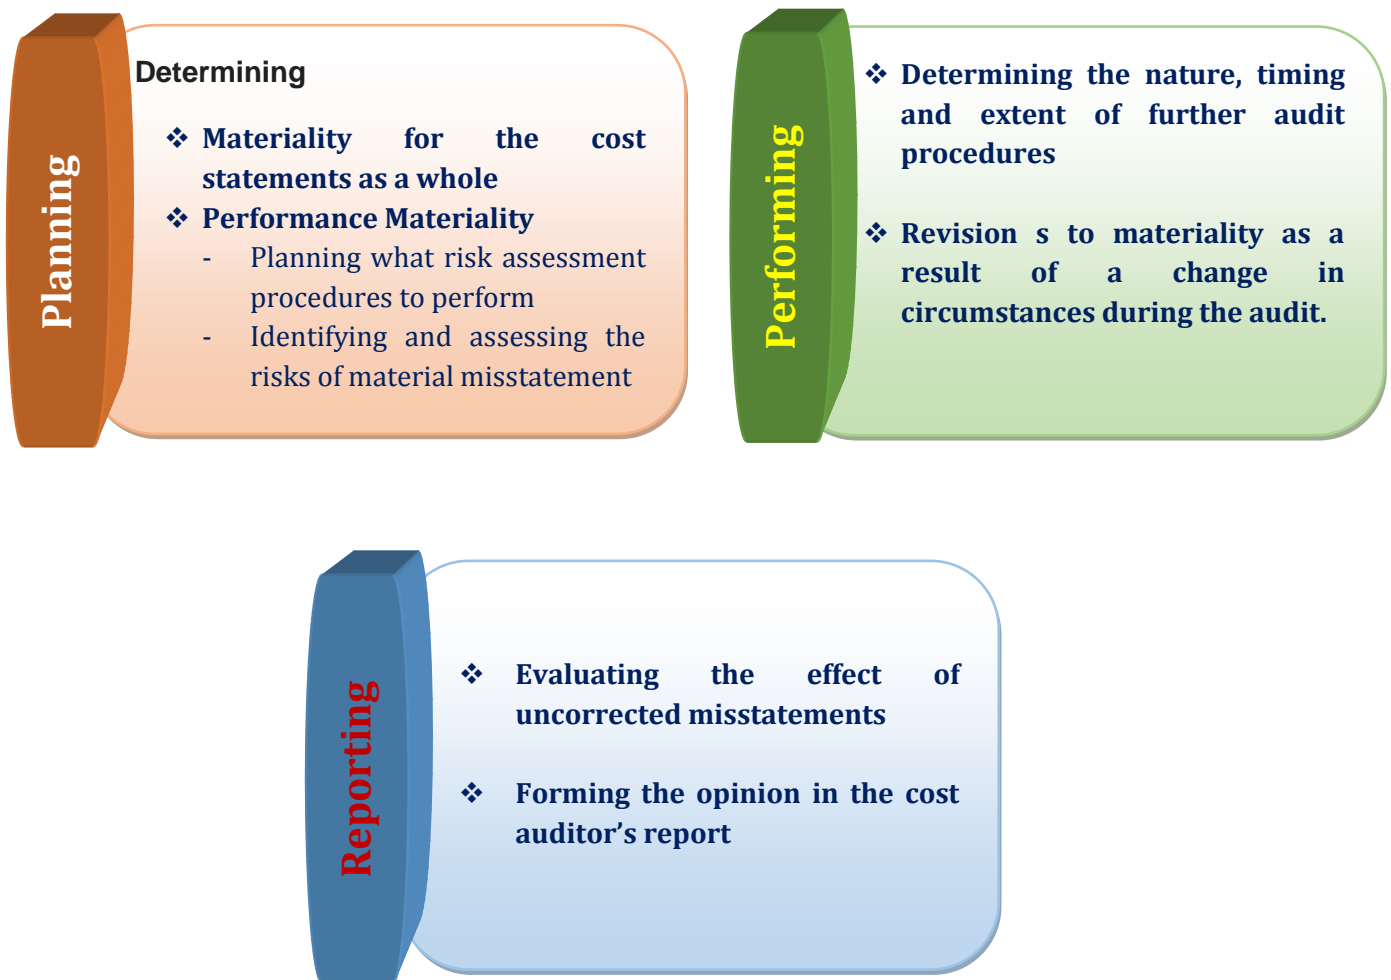 Planning
Determining
❖ Materiality for the cost
statements as a whole
❖ Performance Materiality
- Planning what risk assessment
procedures to perform
- Identifying and assessing the
risks of material misstatement
Performing
❖ Determining the nature, timing
and extent of further audit
procedures
❖ Revision s to materiality as a
result of a change in
circumstances during the audit.
Reporting
❖ Evaluating the effect of
uncorrected misstatements
❖ Forming the opinion in the cost
auditor’s report